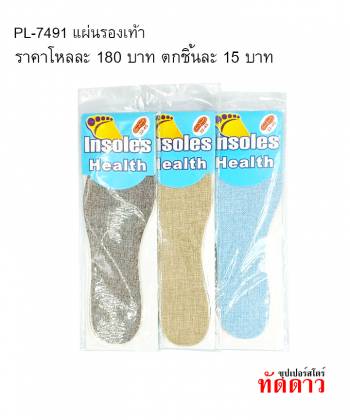 PL-7491 แผ่นรองเท้า
ราคาโหลละ 180 บาท ตกชิ้นละ 15 บาท
Insoles Insoles Insoles
Health Health Health
ซุปเปอร์สโตร์
ทัดดาว